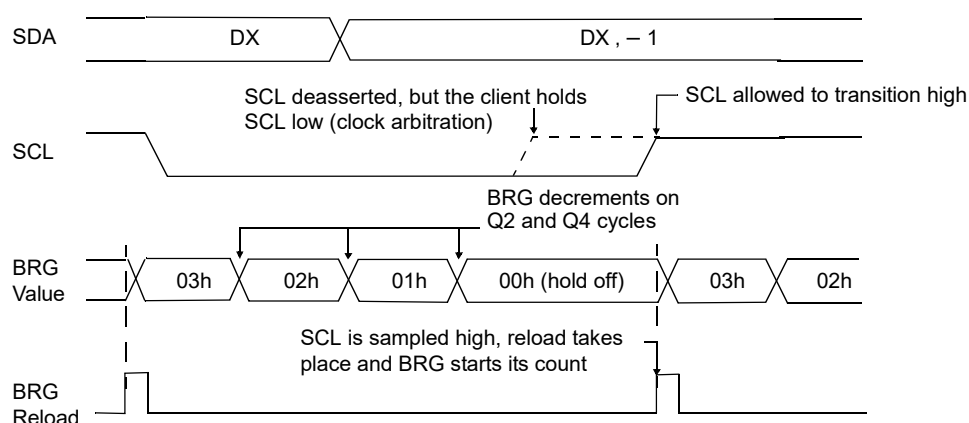 SDA
DX
DX , – 1
SCL deasserted, but the client holds
SCL low (clock arbitration)
SCL allowed to transition high
SCL
BRG decrements on
Q2 and Q4 cycles
BRG
Value
03h
02h
01h
00h (hold off)
03h
02h
SCL is sampled high, reload takes
place and BRG starts its count
BRG
Reload